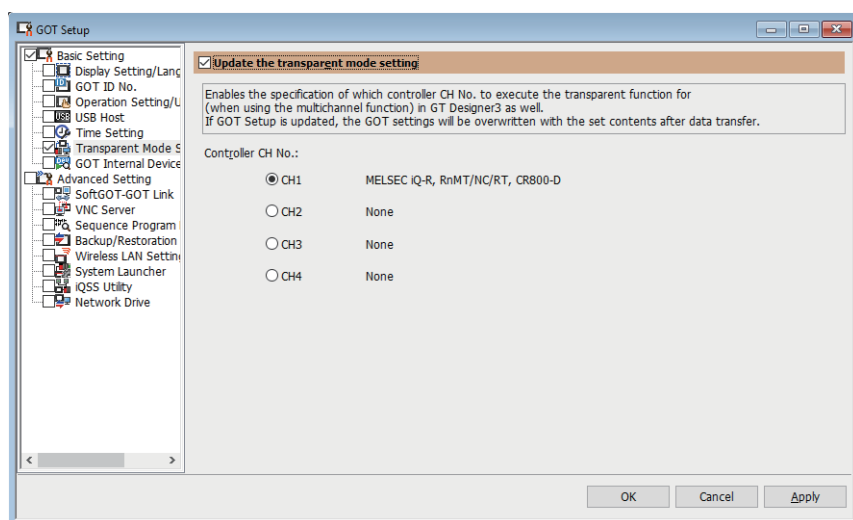 GOT Setup
Basic Setting
Display Setting/Lang
GOT ID No.
Operation Setting/L
USB Host
Time Setting
Transparent Mode S
GOT Internal Device
Advanced Setting
SoftGOT-GOT Link
VNC Server
Sequence Program
Backup/Restoration
Wireless LAN Setting
System Launcher
iQSS Utility
Network Drive
Update the transparent mode setting
Enables the specification of which controller CH No. to execute the transparent function for
(when using the multichannel function) in GT Designer3 as well.
If GOT Setup is updated, the GOT settings will be overwritten with the set contents after data transfer.
Controller CH No.:
CH1 MELSEC iQ-R, RnMT/NC/RT, CR800-D
CH2 None
CH3 None
CH4 None
OK Cancel Apply